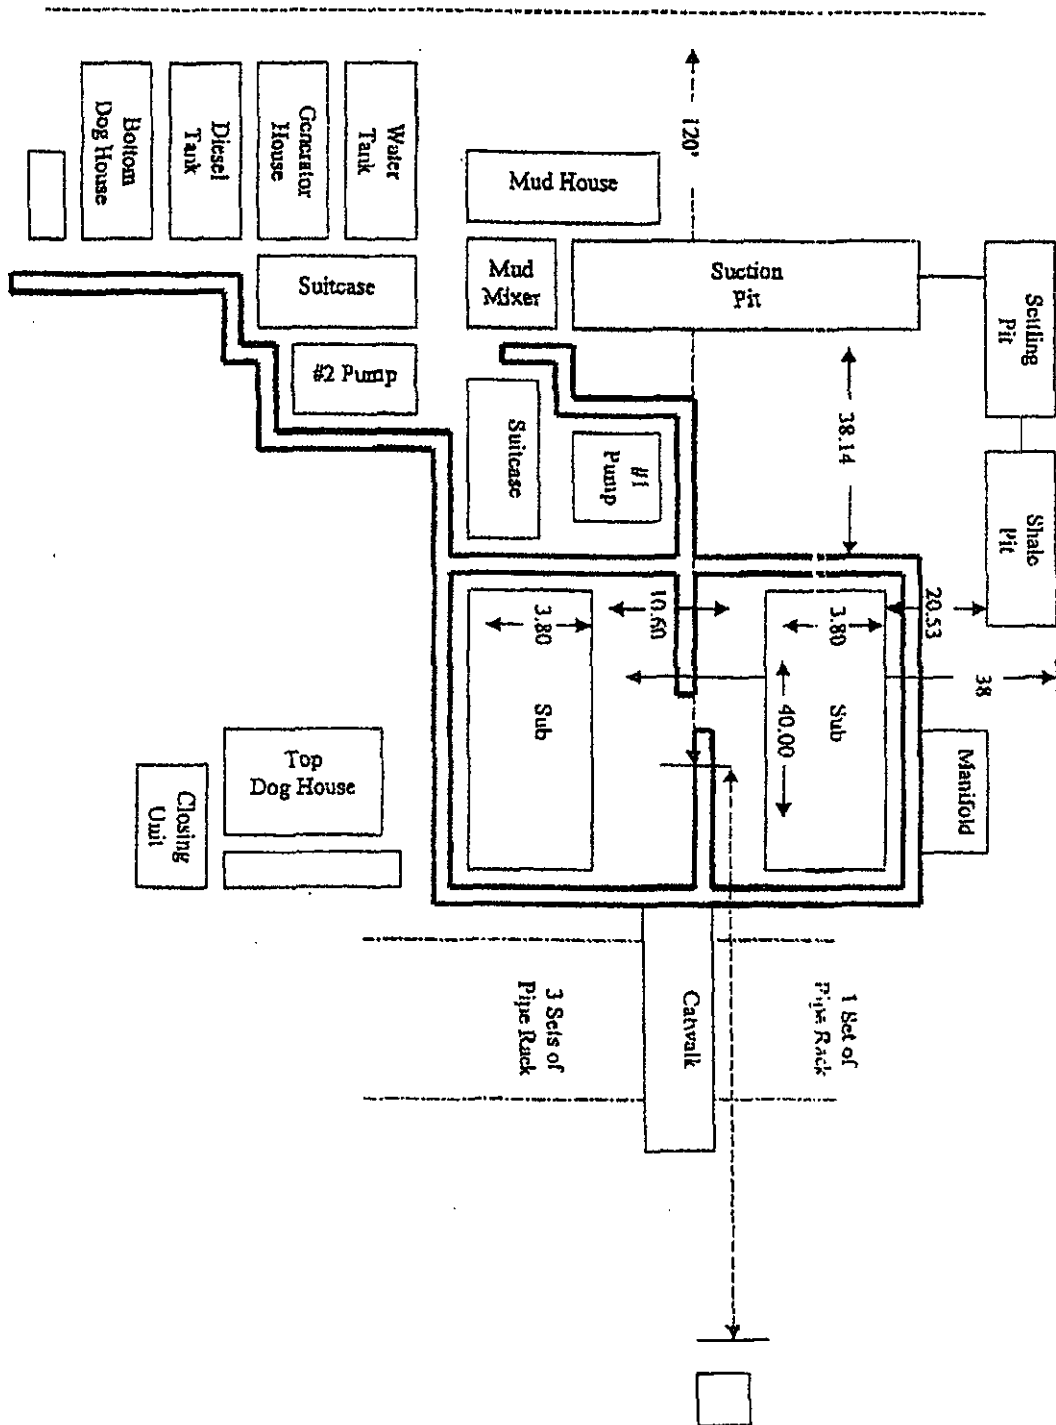 120'
Bottom
Dog House
Diesel
Tank
Generator
House
Water
Tank
Mud House
Suitcase
Mud
Mixer
Suction
Pit
Settling
Pit
#2 Pump
Suitcase
#1
Pump
38.14
Shale
Pit
3.80
Sub
10.60
3.80
40.00
Sub
20.53
38
Manifold
Top
Dog House
Closing
Unit
3 Sets of
Pipe Rack
Catwalk
1 Set of
Pipe Rack